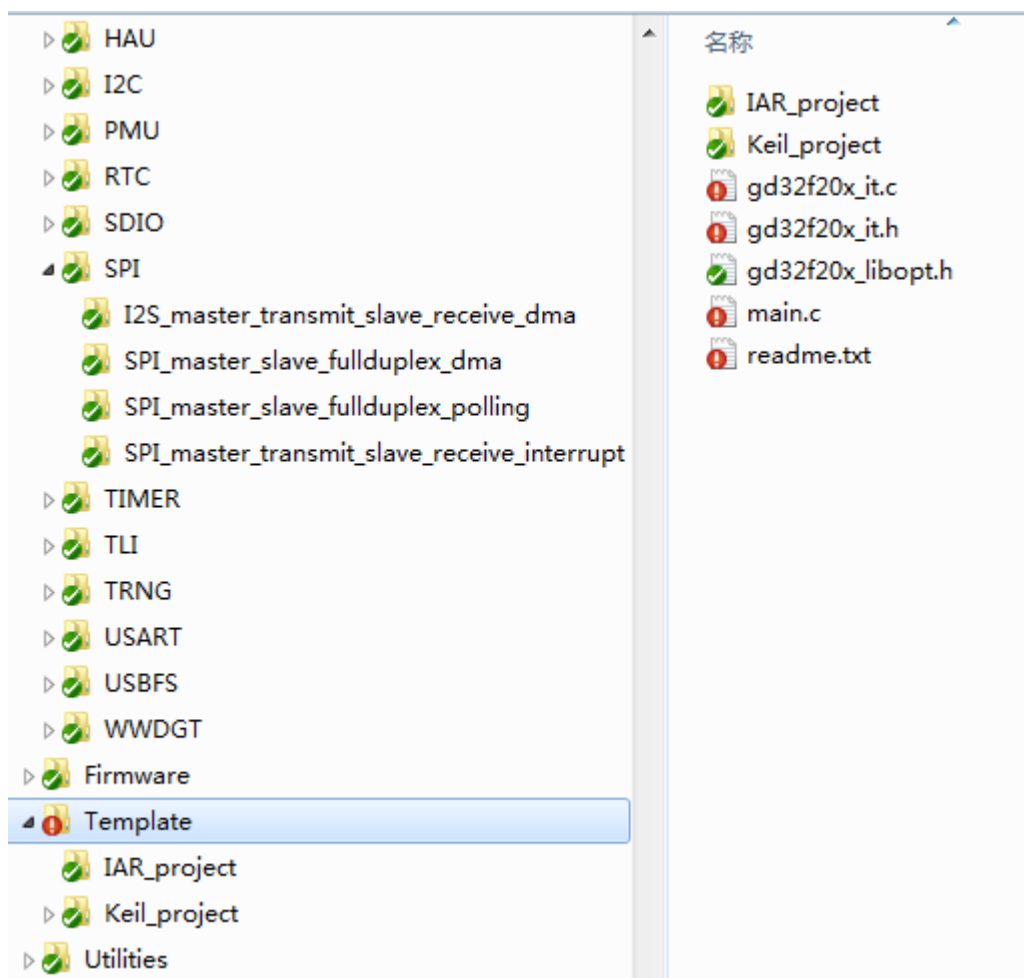 HAU
I2C
PMU
RTC
SDIO
SPI
I2S_master_transmit_slave_receive_dma
SPI_master_slave_fullduplex_dma
SPI_master_slave_fullduplex_polling
SPI_master_transmit_slave_receive_interrupt
TIMER
TLI
TRNG
USART
USBFS
WWDGT
Firmware
Template
IAR_project
Keil_project
Utilities
名称
IAR_project
Keil_project
gd32f20x_it.c
gd32f20x_it.h
gd32f20x_libopt.h
main.c
readme.txt